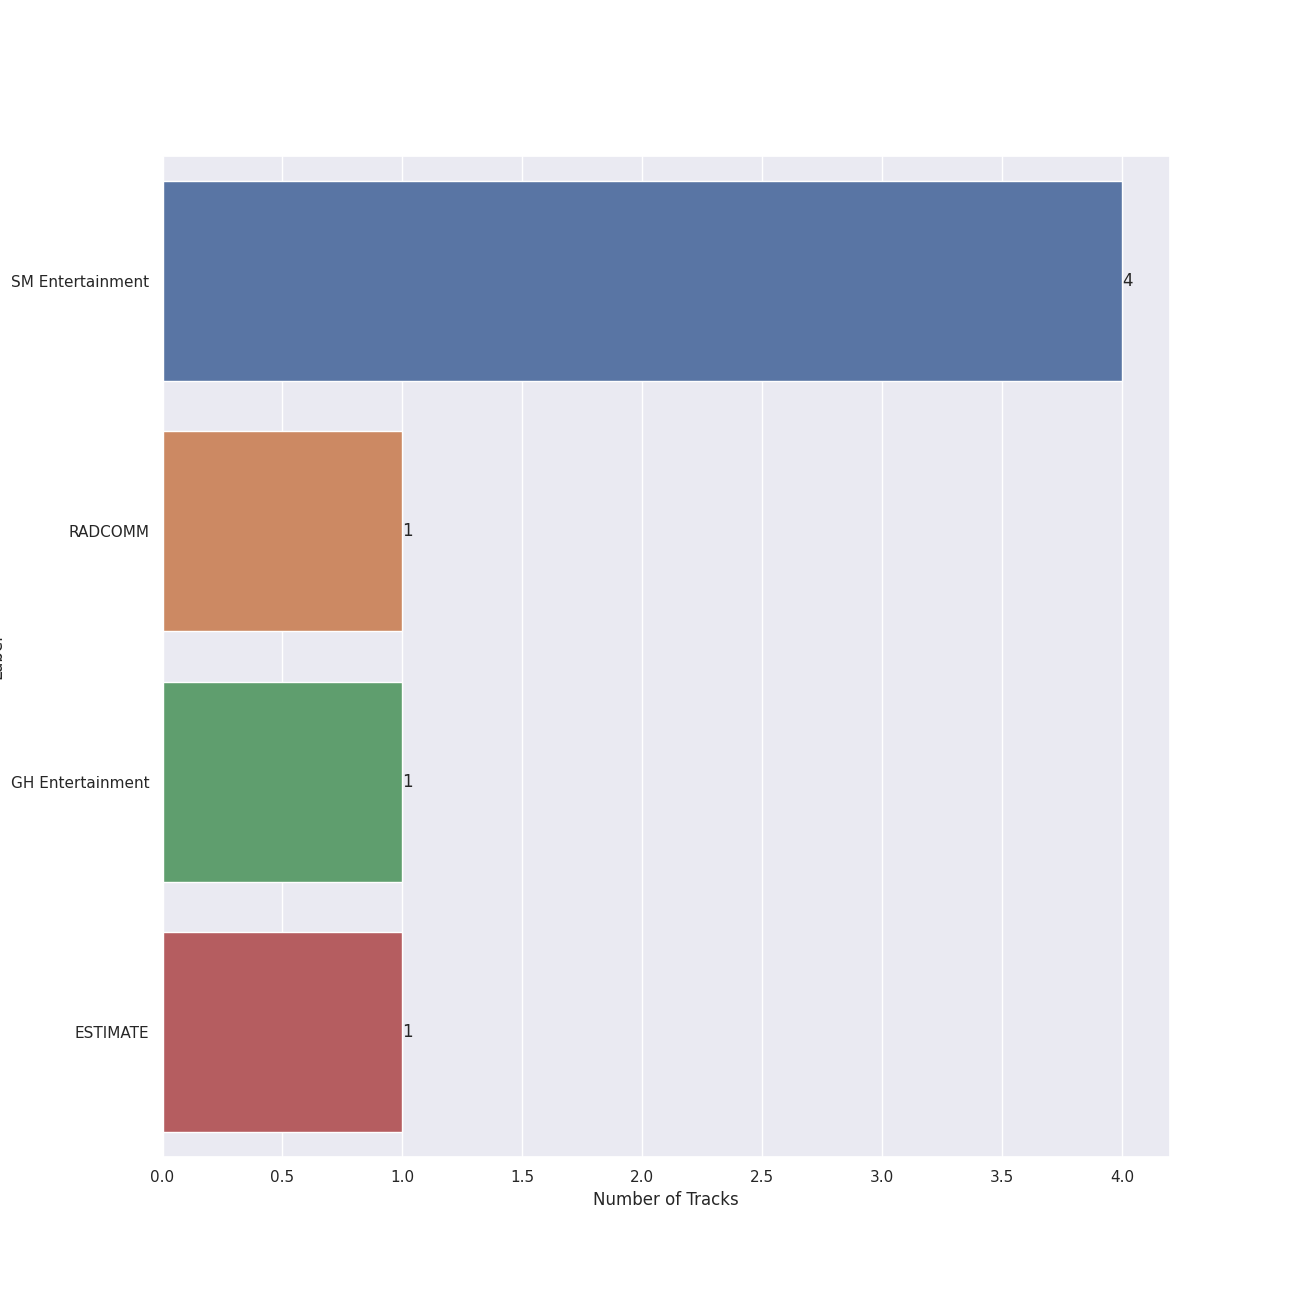 SM Entertainment
4
RADCOMM
1
GH Entertainment
1
ESTIMATE
1
0.0 0.5 1.0 1.5 2.0 2.5 3.0 3.5 4.0
Number of Tracks